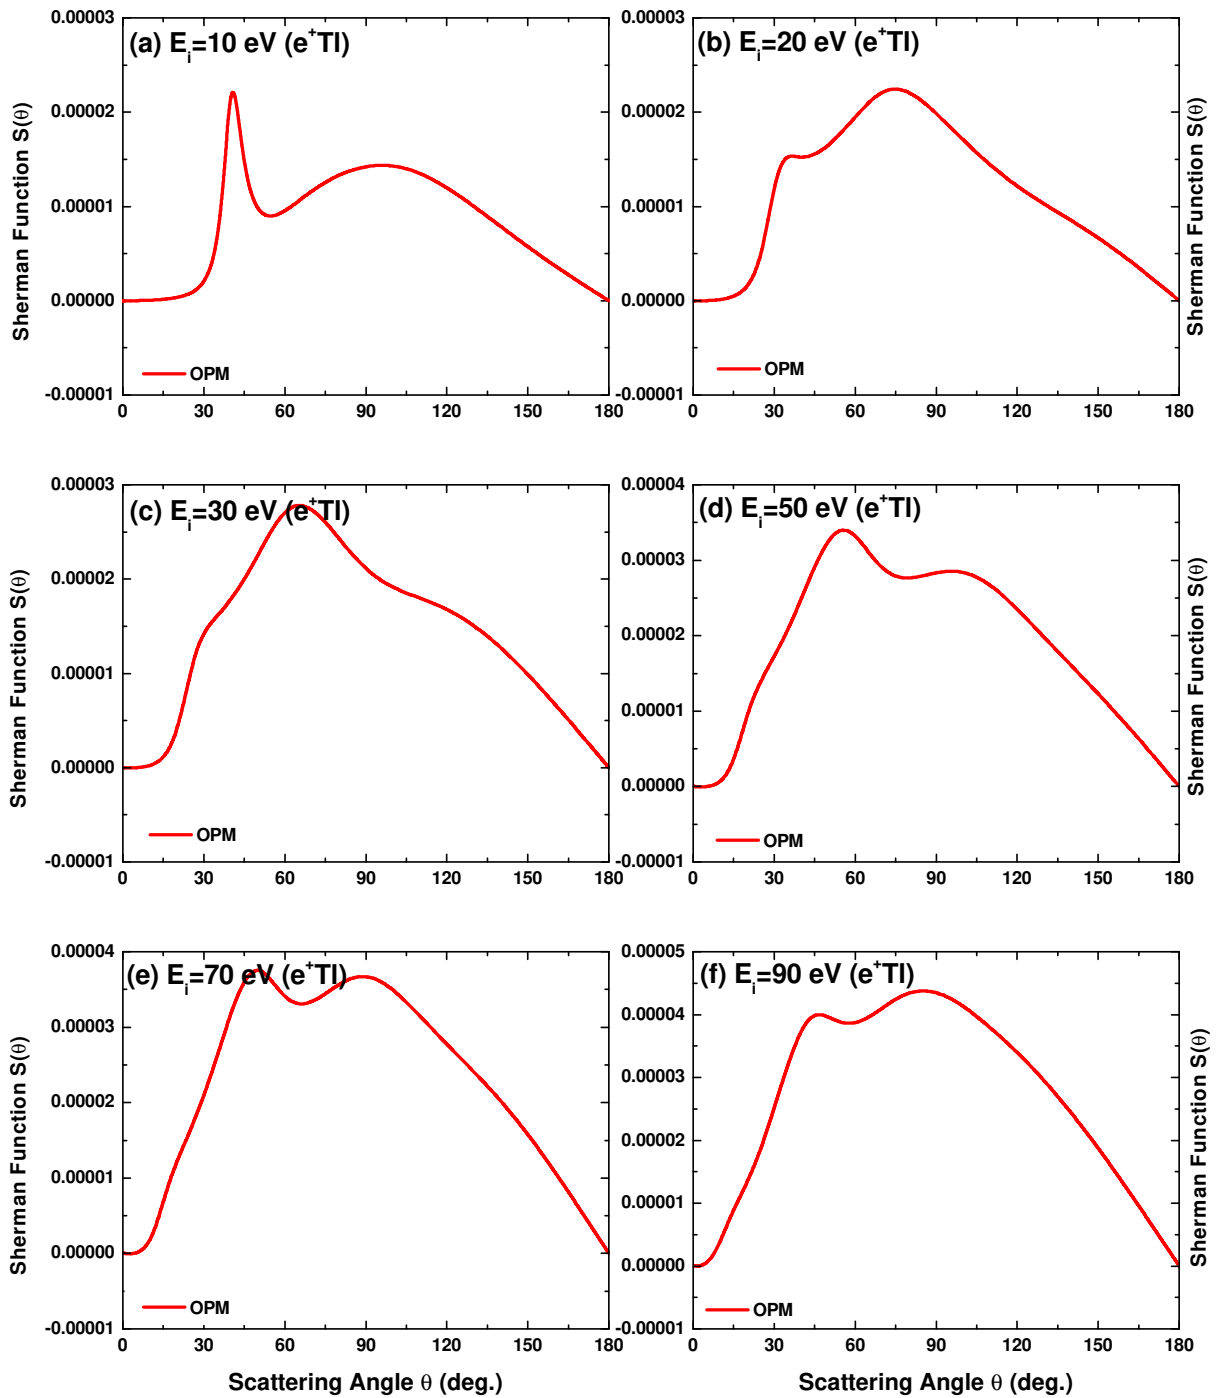 (a) E_i=10 eV (e⁺Tl)
Sherman Function S(θ)
0.00003
0.00002
0.00001
0.00000
-0.00001
0 30 60 90 120 150 180
OPM
(b) E_i=20 eV (e⁺Tl)
Sherman Function S(θ)
0.00003
0.00002
0.00001
0.00000
-0.00001
0 30 60 90 120 150 180
OPM
(c) E_i=30 eV (e⁺Tl)
Sherman Function S(θ)
0.00003
0.00002
0.00001
0.00000
-0.00001
0 30 60 90 120 150 180
OPM
(d) E_i=50 eV (e⁺Tl)
Sherman Function S(θ)
0.00004
0.00003
0.00002
0.00001
0.00000
-0.00001
0 30 60 90 120 150 180
OPM
(e) E_i=70 eV (e⁺Tl)
Sherman Function S(θ)
0.00004
0.00003
0.00002
0.00001
0.00000
-0.00001
0 30 60 90 120 150 180
OPM
Scattering Angle θ (deg.)
(f) E_i=90 eV (e⁺Tl)
Sherman Function S(θ)
0.00005
0.00004
0.00003
0.00002
0.00001
0.00000
-0.00001
0 30 60 90 120 150 180
OPM
Scattering Angle θ (deg.)